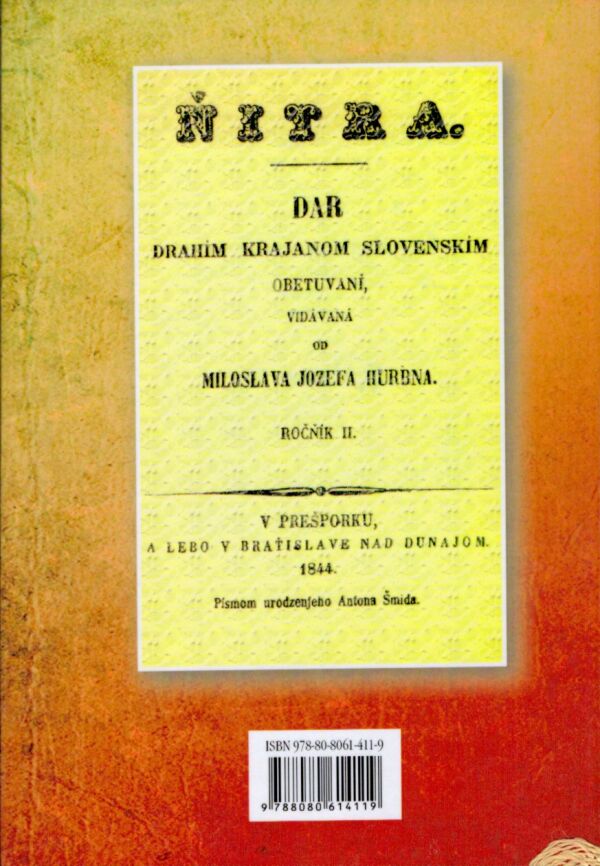 ŇITRA.
DAR
DRAHÍM KRAJANOM SLOVENSKÍM
OBETUVANÍ,
VIDÁVANÁ
OD
MILOSLAVA JOZEFA HURBNA.
ROČŇÍK II.
V PREŠPORKU,
A LEBO V BRAŤISLAVE NAD DUNAJOM.
1844.
Písmom urodzenjeho Antona Šmida.
ISBN 978-80-8061-411-9
9 788080 614119